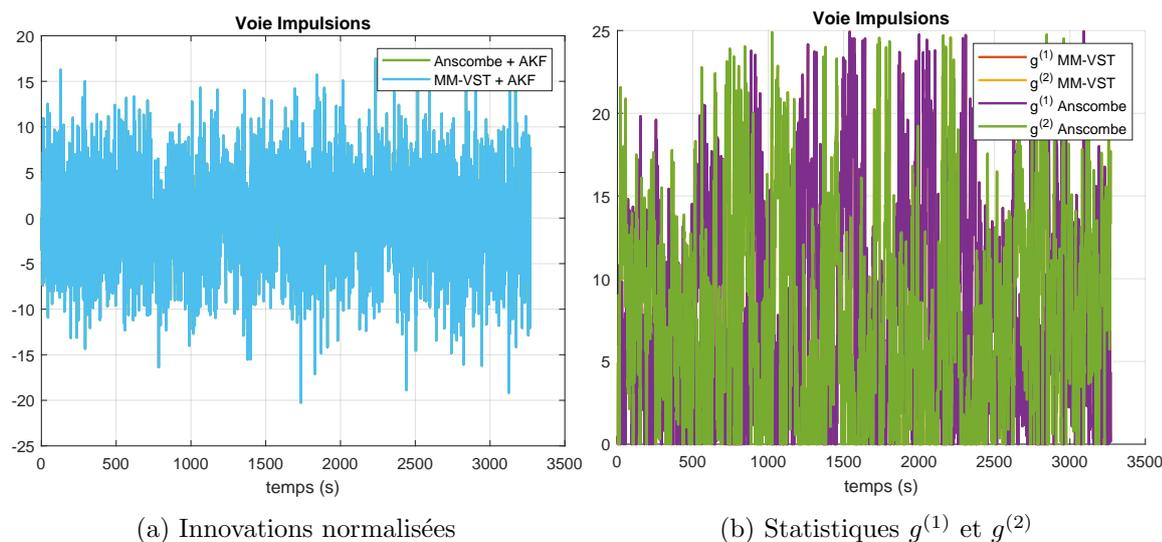 Voie Impulsions
20
15
10
5
0
-5
-10
-15
-20
-25
0
500
1000
1500
2000
2500
3000
3500
temps (s)
Anscombe + AKF
MM-VST + AKF
(a) Innovations normalisées
Voie Impulsions
25
20
15
10
5
0
0
500
1000
1500
2000
2500
3000
3500
temps (s)
g(1) MM-VST
g(2) MM-VST
g(1) Anscombe
g(2) Anscombe
(b) Statistiques g(1) et g(2)